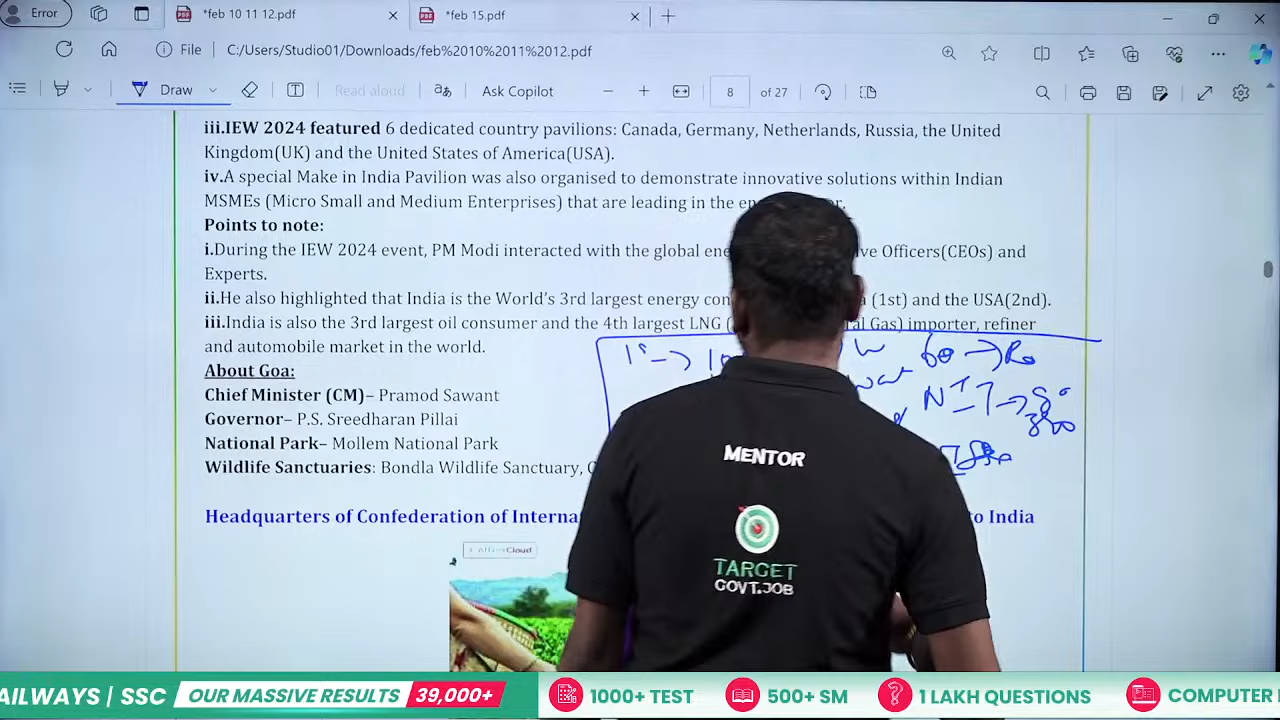 Error
*feb 10 11 12.pdf
*feb 15.pdf
File
C:/Users/Studio01/Downloads/feb%2010%2011%2012.pdf
Draw
Read aloud
Ask Copilot
8
of 27
iii.IEW 2024 featured 6 dedicated country pavilions: Canada, Germany, Netherlands, Russia, the United
Kingdom(UK) and the United States of America(USA).
iv.A special Make in India Pavilion was also organised to demonstrate innovative solutions within Indian
MSMEs (Micro Small and Medium Enterprises) that are leading in the
Points to note:
i.During the IEW 2024 event, PM Modi interacted with the global Officers(CEOs) and
Experts.
ii.He also highlighted that India is the World's 3rd largest energy (1st) and the USA(2nd).
iii.India is also the 3rd largest oil consumer and the 4th largest LNG ( Gas) importer, refiner
and automobile market in the world.
About Goa:
Chief Minister (CM)– Pramod Sawant
Governor– P.S. Sreedharan Pillai
National Park– Mollem National Park
Wildlife Sanctuaries: Bondla Wildlife Sanctuary,
Headquarters of Confederation of to India
AffairsCloud
MENTOR
TARGET
GOVT.JOB
AILWAYS | SSC
OUR MASSIVE RESULTS
39,000+
1000+ TEST
500+ SM
1 LAKH QUESTIONS
COMPUTER